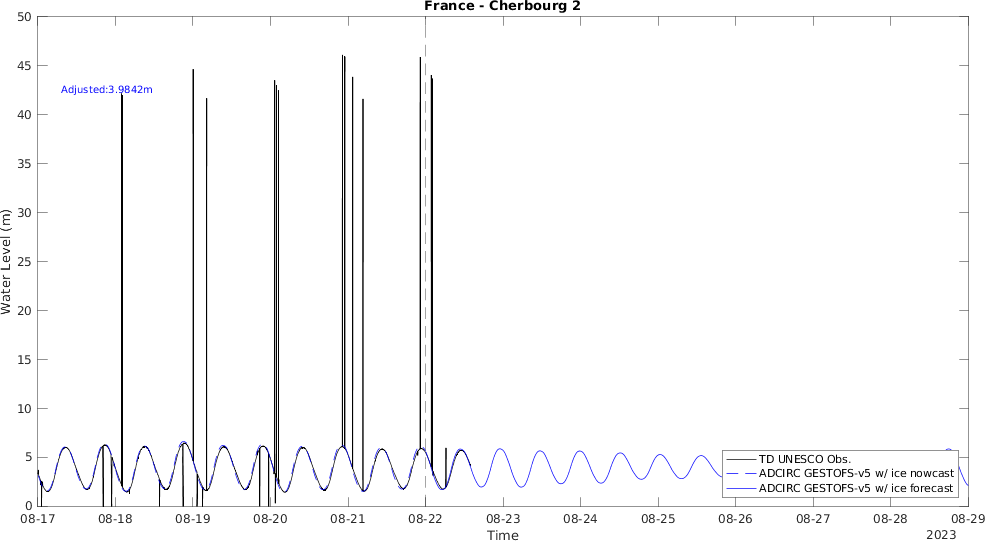 France - Cherbourg 2
50
45
40
35
30
25
20
15
10
5
0
Water Level (m)
Adjusted:3.9842m
TD UNESCO Obs.
ADCIRC GESTOFS-v5 w/ ice nowcast
ADCIRC GESTOFS-v5 w/ ice forecast
08-17 08-18 08-19 08-20 08-21 08-22 08-23 08-24 08-25 08-26 08-27 08-28 08-29
Time
2023